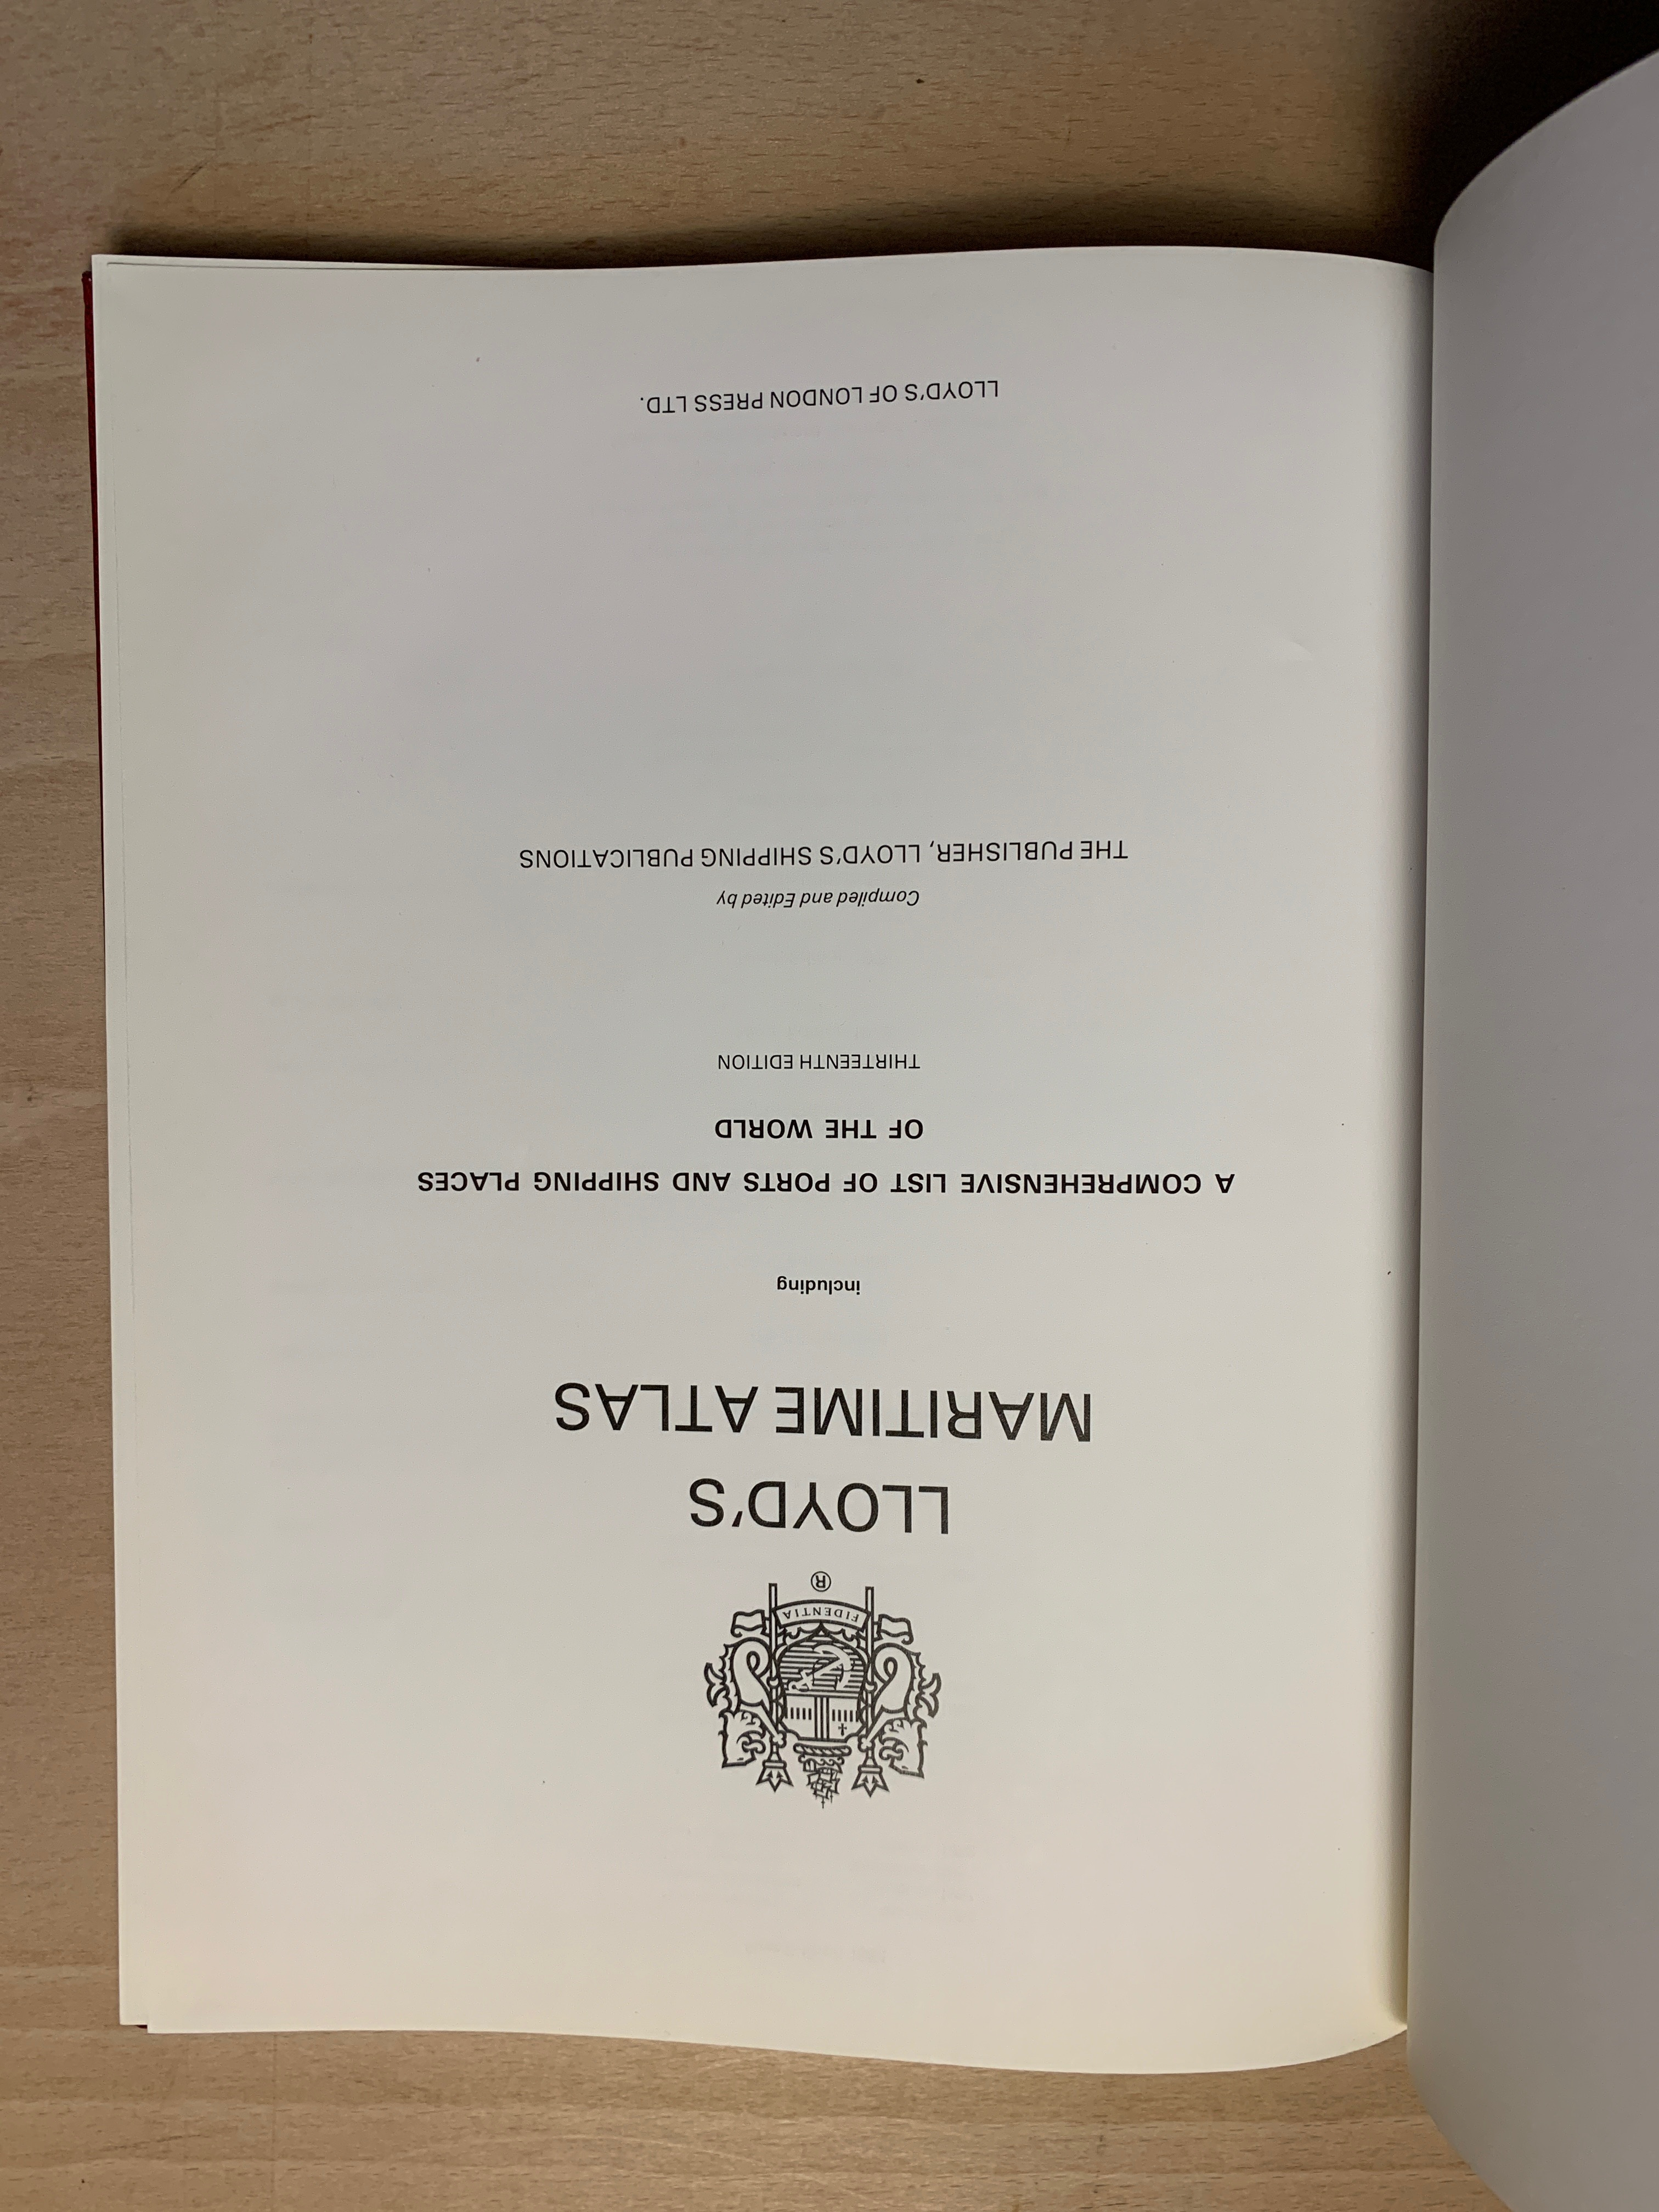 FIDENTIA
®
LLOYD'S
MARITIME ATLAS
including
A COMPREHENSIVE LIST OF PORTS AND SHIPPING PLACES
OF THE WORLD
THIRTEENTH EDITION
Compiled and Edited by
THE PUBLISHER, LLOYD'S SHIPPING PUBLICATIONS
LLOYD'S OF LONDON PRESS LTD.